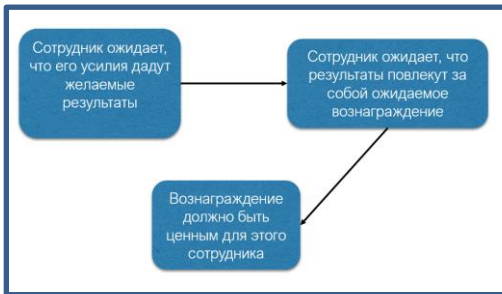 Сотрудник ожидает,
что его усилия дадут
желаемые
результаты
Сотрудник ожидает, что
результаты повлекут за
собой ожидаемое
вознаграждение
Вознаграждение
должно быть
ценным для этого
сотрудника